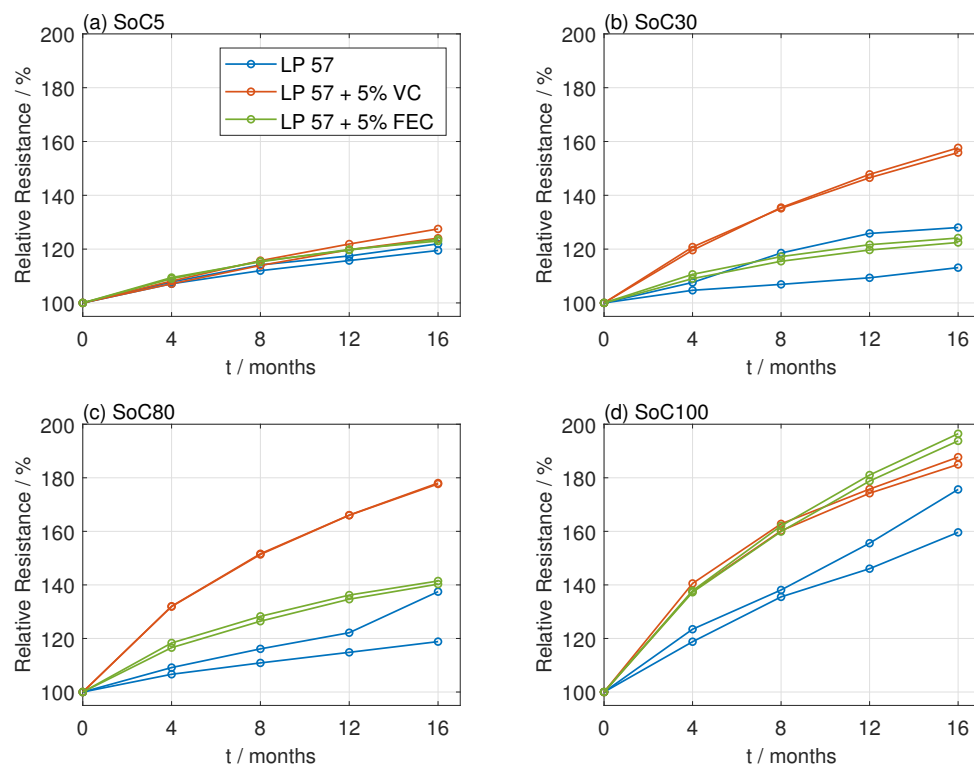 (a) SoC5
200
180
160
140
120
100
Relative Resistance / %
LP 57
LP 57 + 5% VC
LP 57 + 5% FEC
0 4 8 12 16
t / months
(b) SoC30
200
180
160
140
120
100
Relative Resistance / %
0 4 8 12 16
t / months
(c) SoC80
200
180
160
140
120
100
Relative Resistance / %
0 4 8 12 16
t / months
(d) SoC100
200
180
160
140
120
100
Relative Resistance / %
0 4 8 12 16
t / months